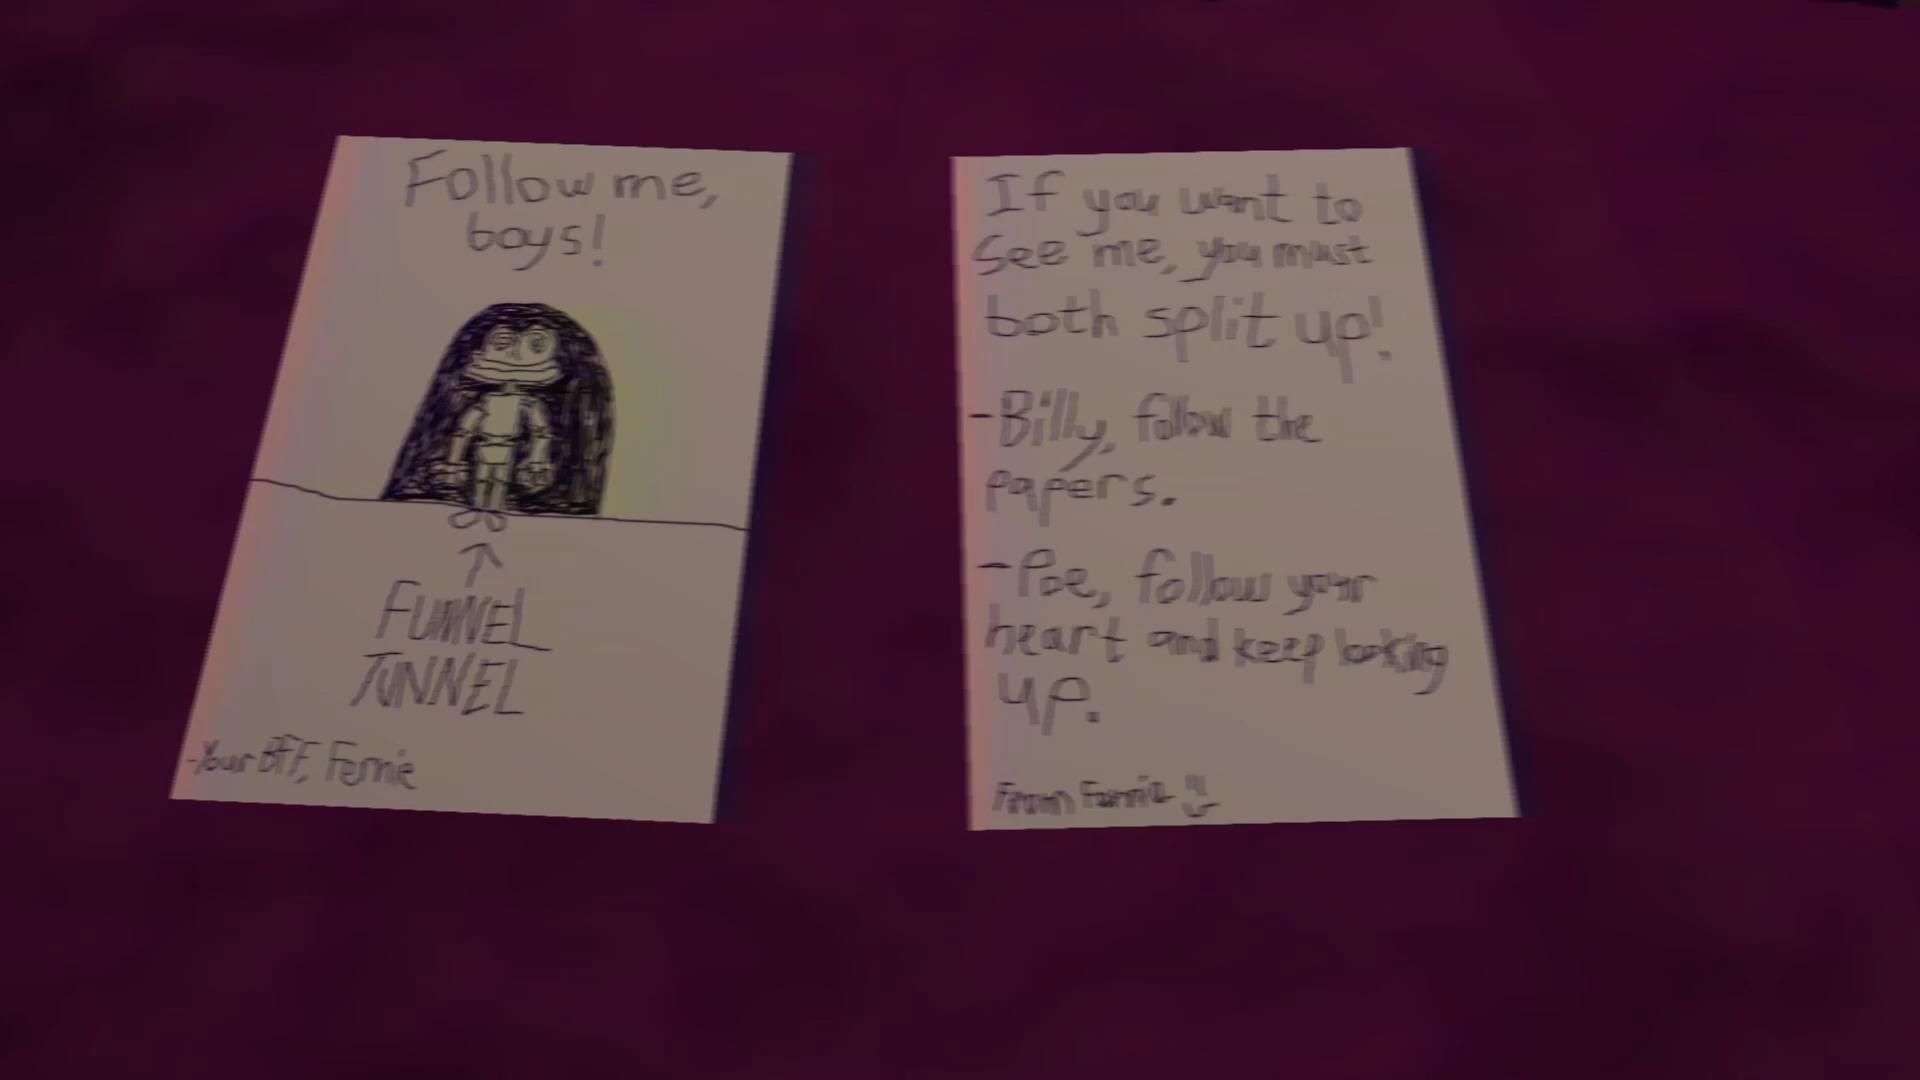 Follow me,
boys!
FUNNEL
TUNNEL
-Your BFF, Fernie
If you want to
see me, you must
both split up!
-Billy, follow the
papers.
-Poe, follow your
heart and keep looking
up.
From Fernie